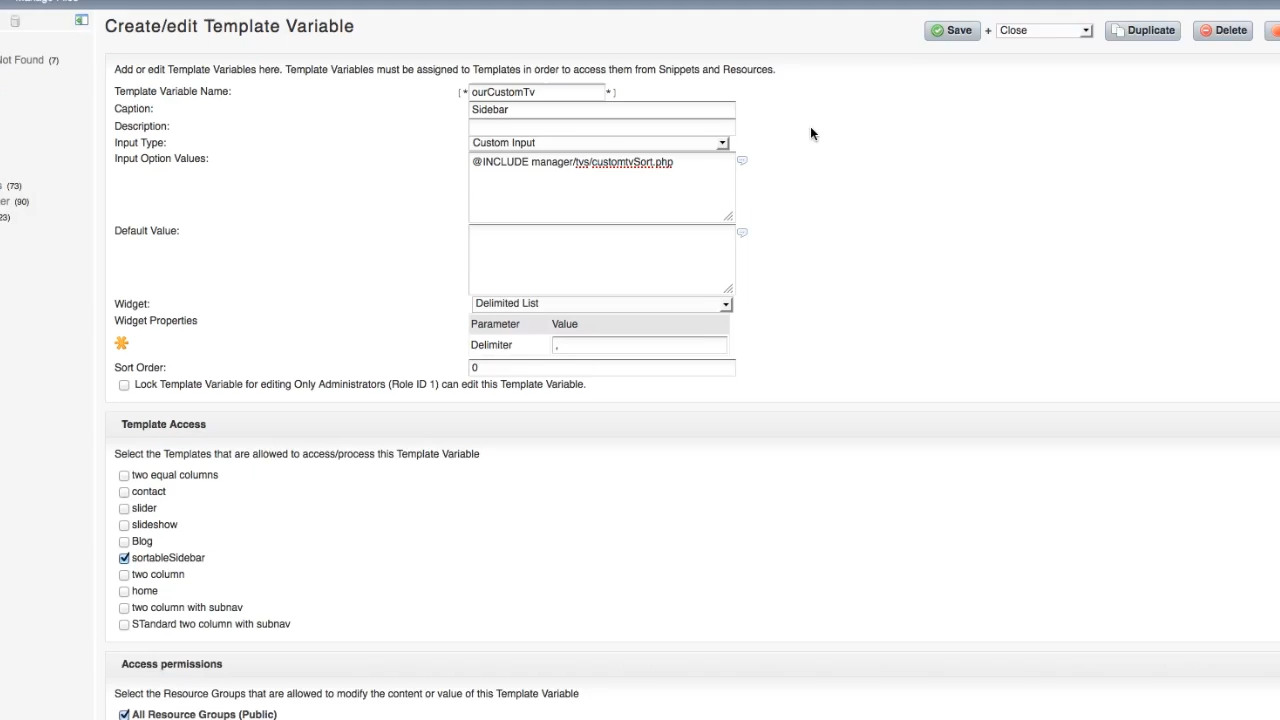 Manage Files
Create/edit Template Variable
Save + Close Duplicate Delete
Not Found (7)
Add or edit Template Variables here. Template Variables must be assigned to Templates in order to access them from Snippets and Resources.
Template Variable Name: [* ourCustomTv *]
Caption: Sidebar
Description:
Input Type: Custom Input
Input Option Values: @INCLUDE manager/tvs/customtvSort.php
s (73)
er (90)
23)
Default Value:
Widget: Delimited List
Widget Properties Parameter Value
Delimiter ,
Sort Order: 0
Lock Template Variable for editing Only Administrators (Role ID 1) can edit this Template Variable.
Template Access
Select the Templates that are allowed to access/process this Template Variable
two equal columns
contact
slider
slideshow
Blog
sortableSidebar
two column
home
two column with subnav
STandard two column with subnav
Access permissions
Select the Resource Groups that are allowed to modify the content or value of this Template Variable
All Resource Groups (Public)